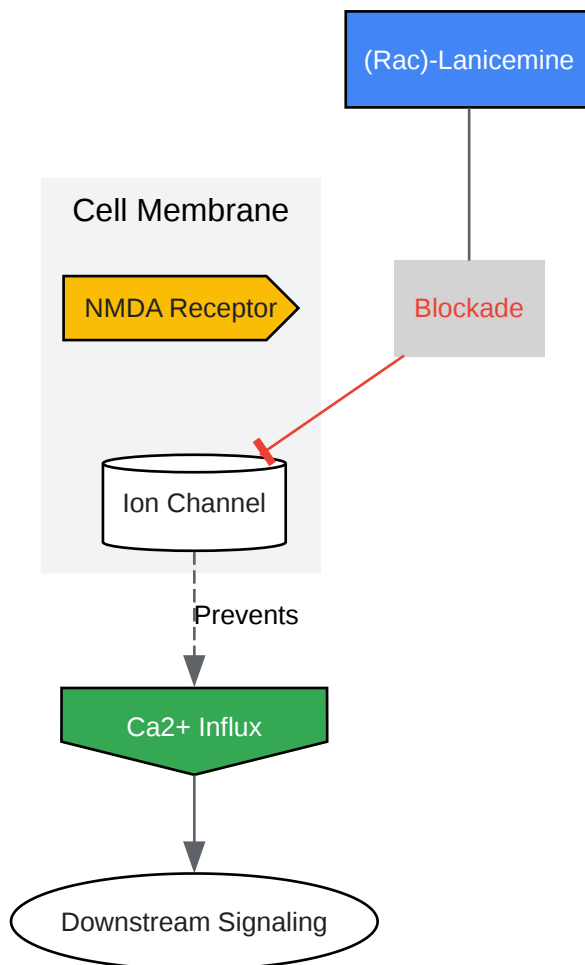 (Rac)-Lanicemine
Cell Membrane
NMDA Receptor
Blockade
Ion Channel
Prevents
Ca2+ Influx
Downstream Signaling